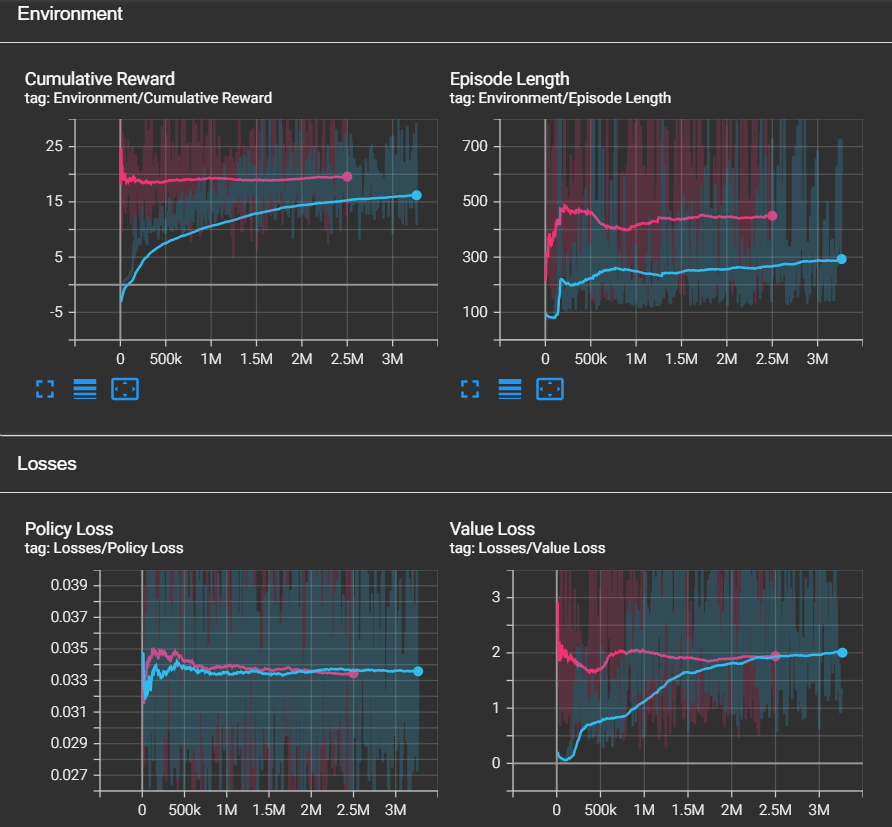 Environment
Cumulative Reward
tag: Environment/Cumulative Reward
25
15
5
-5
0 500k 1M 1.5M 2M 2.5M 3M
Episode Length
tag: Environment/Episode Length
700
500
300
100
0 500k 1M 1.5M 2M 2.5M 3M
Losses
Policy Loss
tag: Losses/Policy Loss
0.039
0.037
0.035
0.033
0.031
0.029
0.027
0 500k 1M 1.5M 2M 2.5M 3M
Value Loss
tag: Losses/Value Loss
3
2
1
0
0 500k 1M 1.5M 2M 2.5M 3M